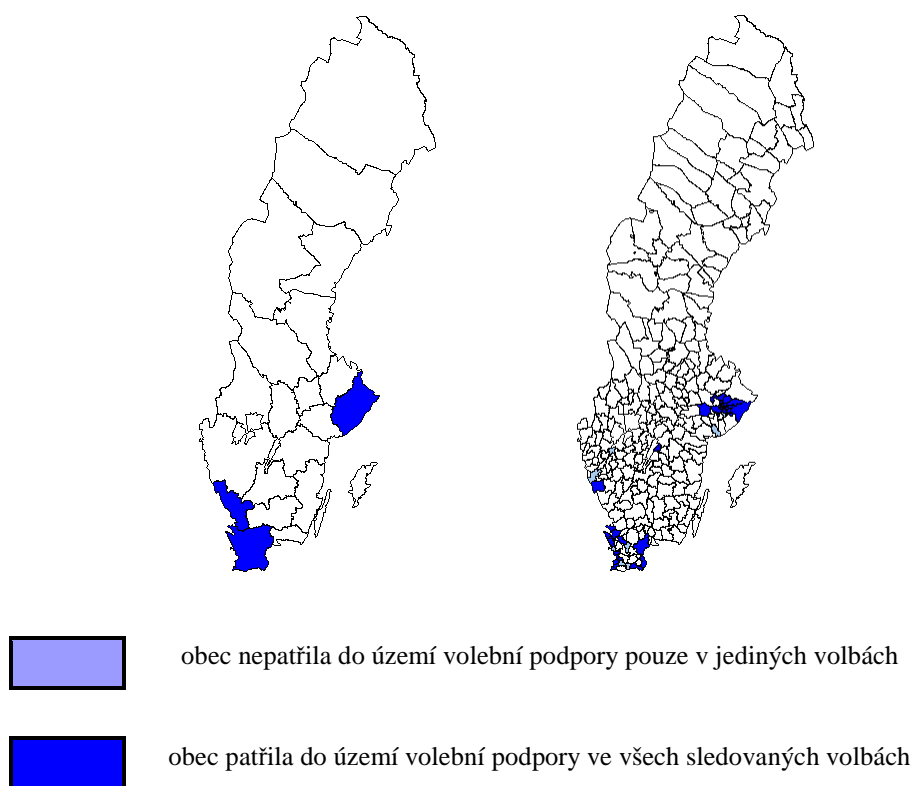 obec nepatřila do území volební podpory pouze v jediných volbách
obec patřila do území volební podpory ve všech sledovaných volbách